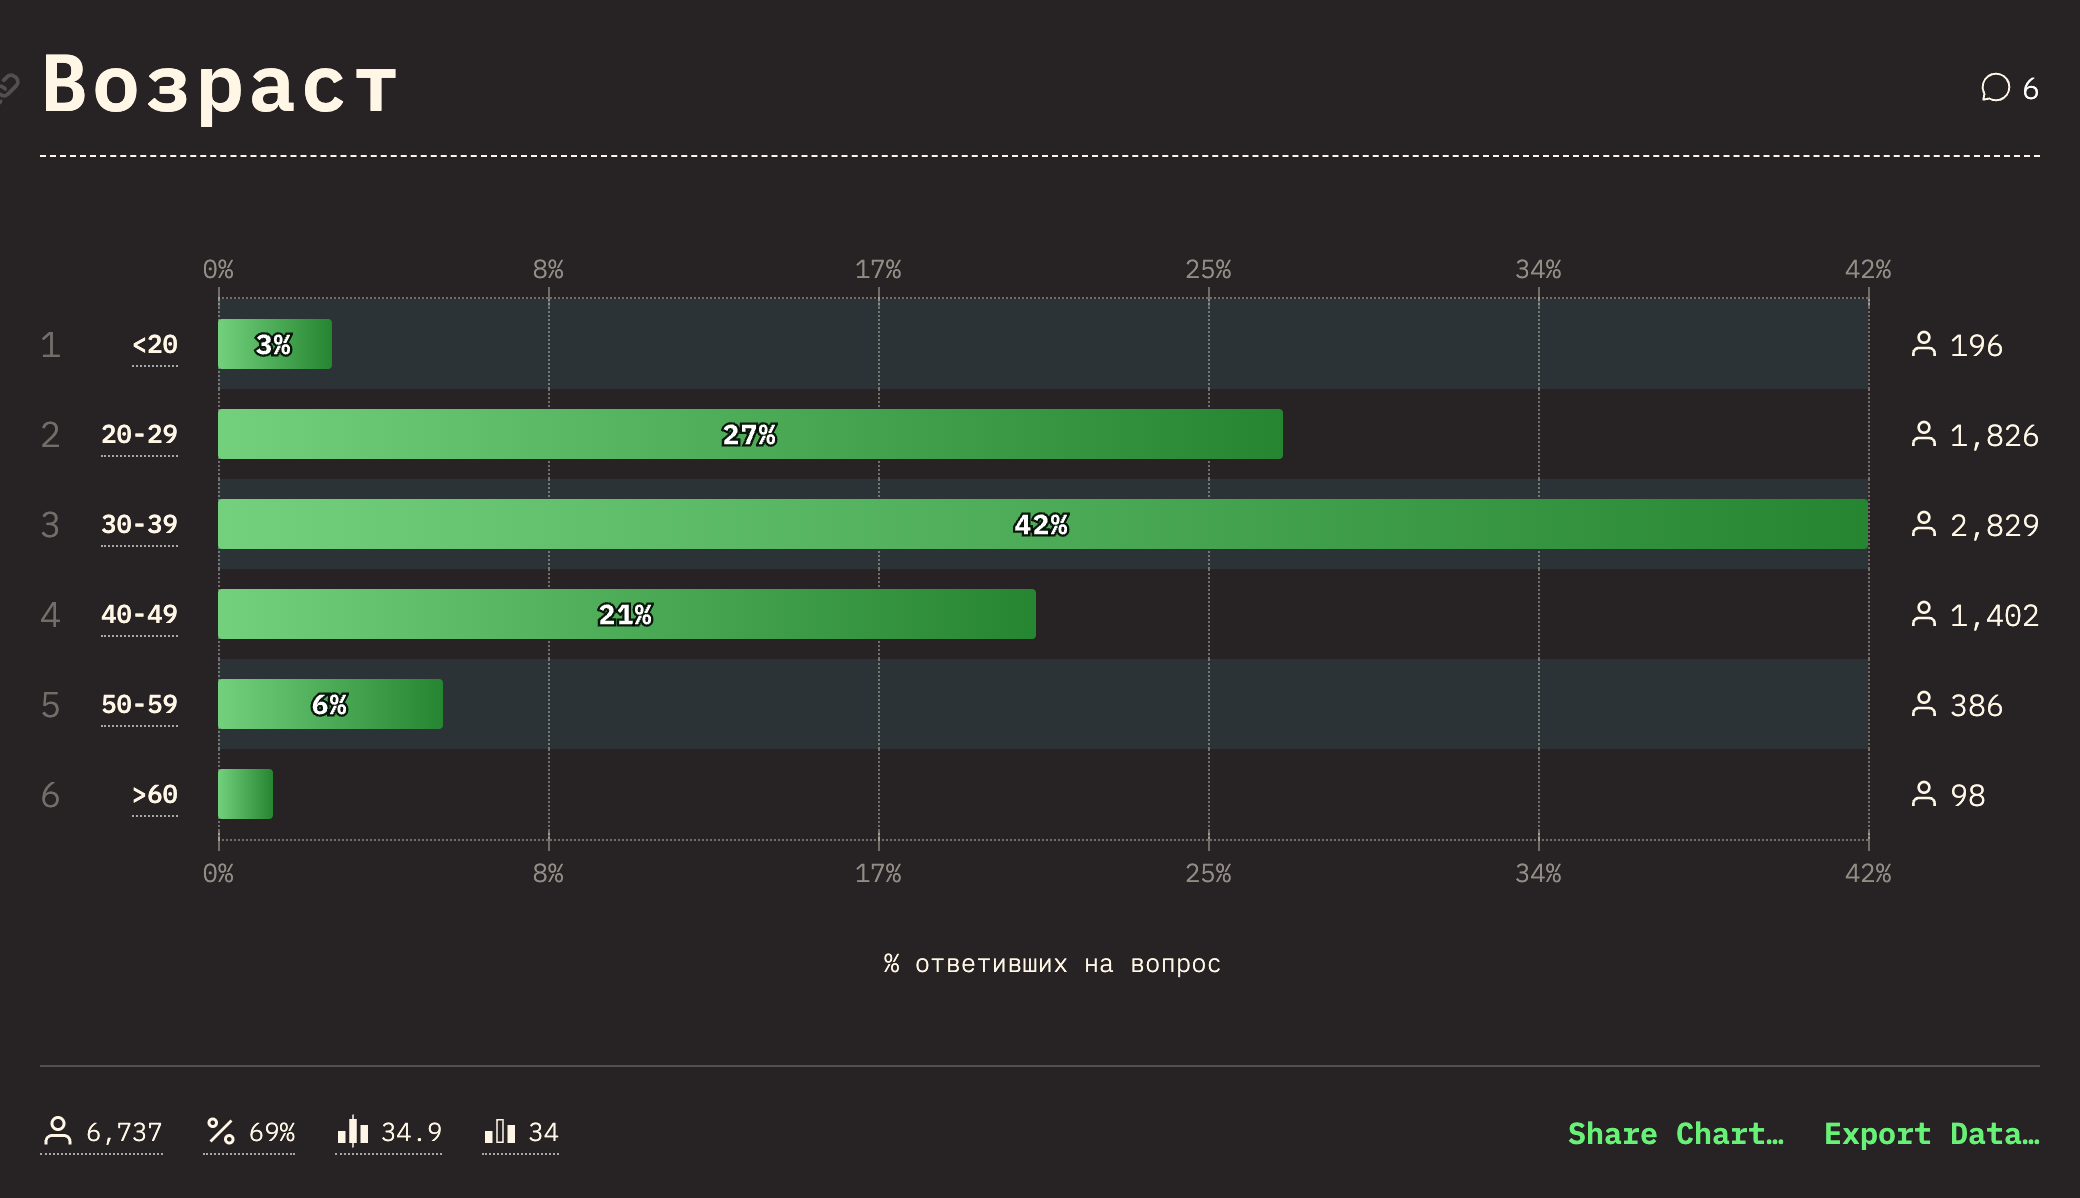 Возраст
6
0% 8% 17% 25% 34% 42%
1 <20 3% 196
2 20-29 27% 1,826
3 30-39 42% 2,829
4 40-49 21% 1,402
5 50-59 6% 386
6 >60 98
0% 8% 17% 25% 34% 42%
% ответивших на вопрос
6,737 % 69% 34.9 34 Share Chart… Export Data…